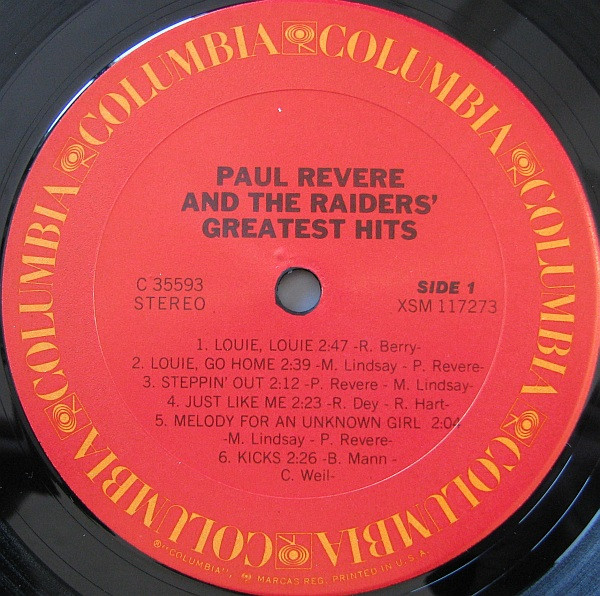 COLUMBIA COLUMBIA COLUMBIA COLUMBIA COLUMBIA COLUMBIA COLUMBIA
PAUL REVERE
AND THE RAIDERS'
GREATEST HITS
C 35593
STEREO
SIDE 1
XSM 117273
1. LOUIE, LOUIE 2:47 -R. Berry-
2. LOUIE, GO HOME 2:39 -M. Lindsay - P. Revere-
3. STEPPIN' OUT 2:12 -P. Revere - M. Lindsay-
4. JUST LIKE ME 2:23 -R. Dey - R. Hart-
5. MELODY FOR AN UNKNOWN GIRL 2:04
-M. Lindsay - P. Revere-
6. KICKS 2:26 -B. Mann -
C. Weil-
®"COLUMBIA", MARCAS REG. PRINTED IN U.S.A.